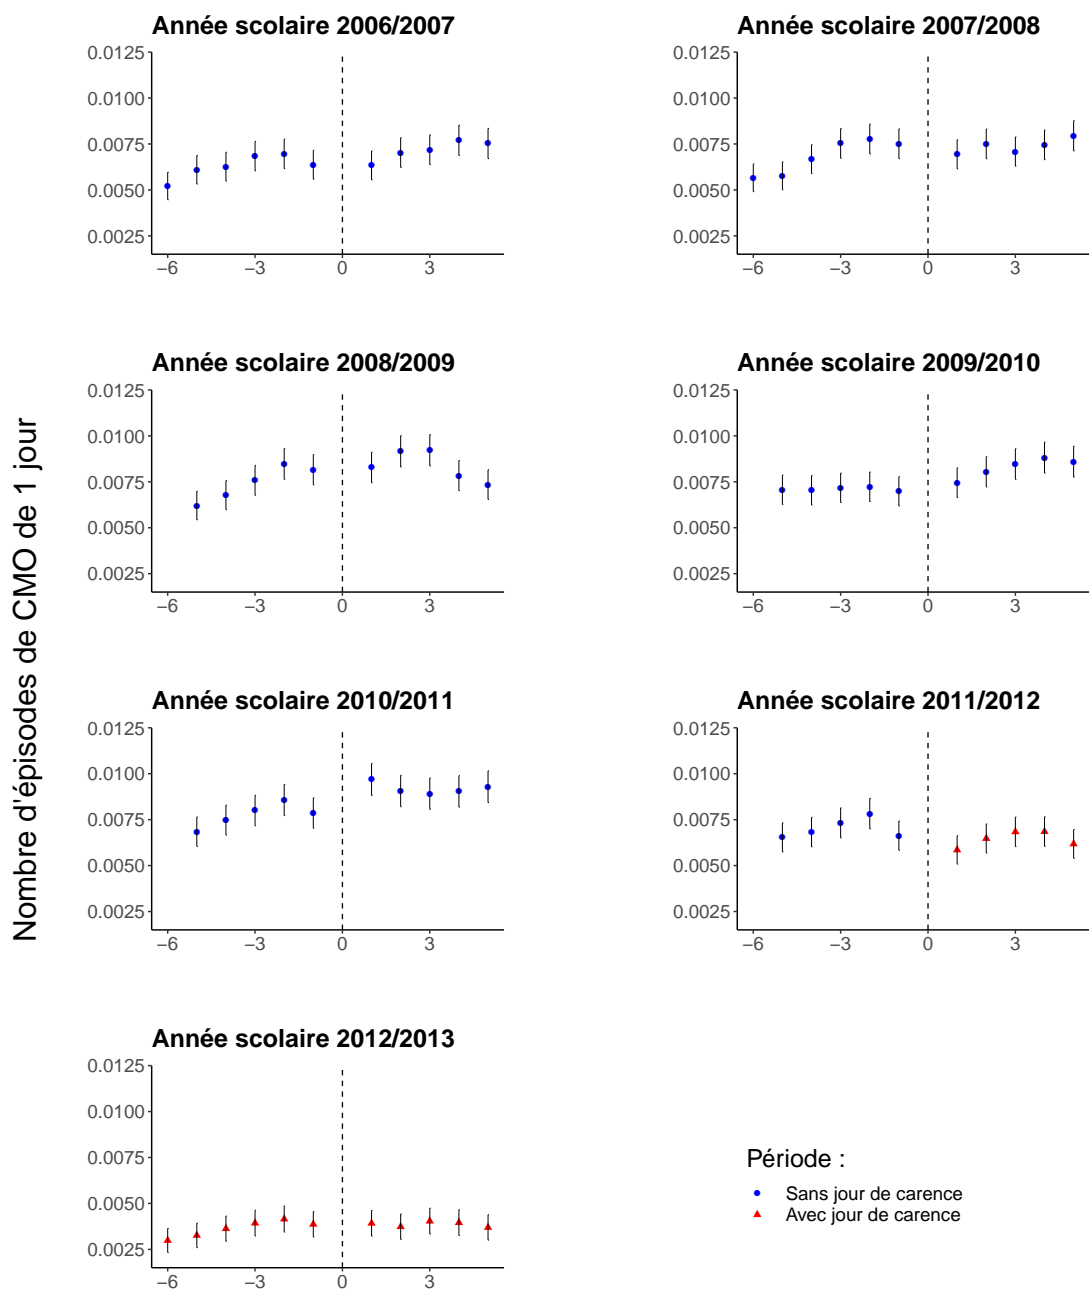 Nombre d'épisodes de CMO de 1 jour
Année scolaire 2006/2007
0.0125
0.0100
0.0075
0.0050
0.0025
−6 −3 0 3
Année scolaire 2007/2008
0.0125
0.0100
0.0075
0.0050
0.0025
−6 −3 0 3
Année scolaire 2008/2009
0.0125
0.0100
0.0075
0.0050
0.0025
−6 −3 0 3
Année scolaire 2009/2010
0.0125
0.0100
0.0075
0.0050
0.0025
−6 −3 0 3
Année scolaire 2010/2011
0.0125
0.0100
0.0075
0.0050
0.0025
−6 −3 0 3
Année scolaire 2011/2012
0.0125
0.0100
0.0075
0.0050
0.0025
−6 −3 0 3
Année scolaire 2012/2013
0.0125
0.0100
0.0075
0.0050
0.0025
−6 −3 0 3
Période :
Sans jour de carence
Avec jour de carence